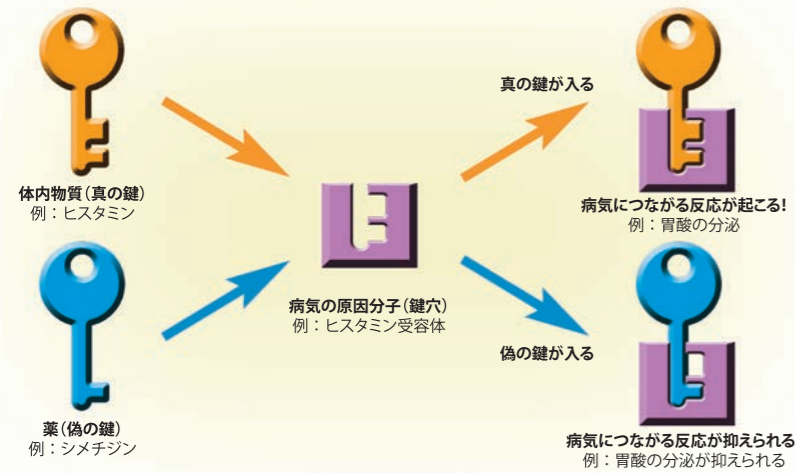 真の鍵が入る
体内物質(真の鍵)
例：ヒスタミン
病気につながる反応が起こる!
例：胃酸の分泌
病気の原因分子(鍵穴)
例：ヒスタミン受容体
偽の鍵が入る
薬(偽の鍵)
例：シメチジン
病気につながる反応が抑えられる
例：胃酸の分泌が抑えられる